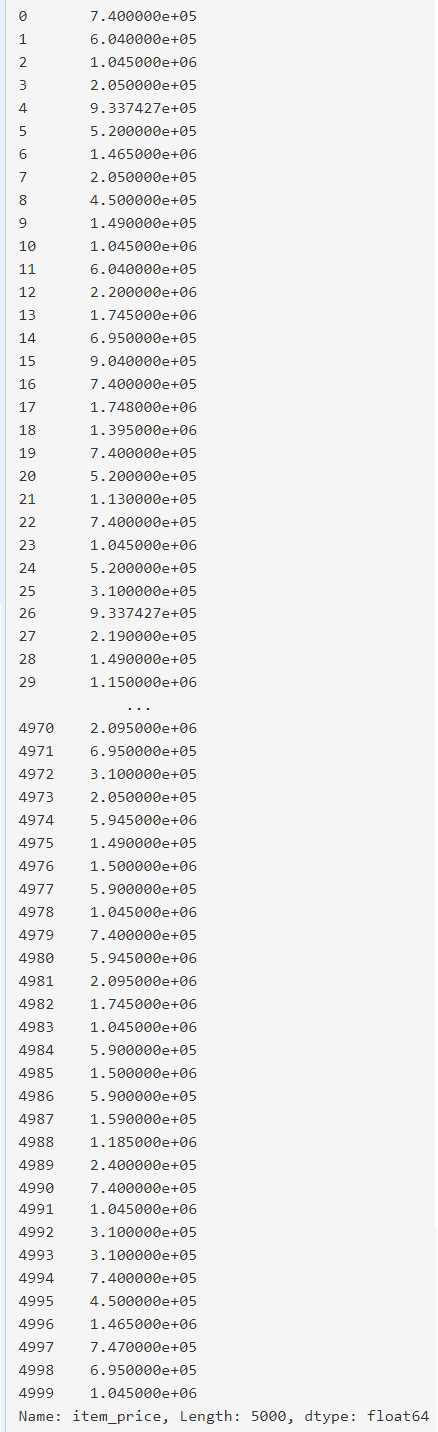 0 7.400000e+05
1 6.040000e+05
2 1.045000e+06
3 2.050000e+05
4 9.337427e+05
5 5.200000e+05
6 1.465000e+06
7 2.050000e+05
8 4.500000e+05
9 1.490000e+05
10 1.045000e+06
11 6.040000e+05
12 2.200000e+06
13 1.745000e+06
14 6.950000e+05
15 9.040000e+05
16 7.400000e+05
17 1.748000e+06
18 1.395000e+06
19 7.400000e+05
20 5.200000e+05
21 1.130000e+05
22 7.400000e+05
23 1.045000e+06
24 5.200000e+05
25 3.100000e+05
26 9.337427e+05
27 2.190000e+05
28 1.490000e+05
29 1.150000e+06
...
4970 2.095000e+06
4971 6.950000e+05
4972 3.100000e+05
4973 2.050000e+05
4974 5.945000e+06
4975 1.490000e+05
4976 1.500000e+06
4977 5.900000e+05
4978 1.045000e+06
4979 7.400000e+05
4980 5.945000e+06
4981 2.095000e+06
4982 1.745000e+06
4983 1.045000e+06
4984 5.900000e+05
4985 1.500000e+06
4986 5.900000e+05
4987 1.590000e+06
4988 1.185000e+06
4989 2.400000e+05
4990 7.400000e+05
4991 1.045000e+06
4992 3.100000e+05
4993 3.100000e+05
4994 7.400000e+05
4995 4.500000e+05
4996 1.465000e+06
4997 7.470000e+05
4998 6.950000e+05
4999 1.045000e+06
Name: item_price, Length: 5000, dtype: float64